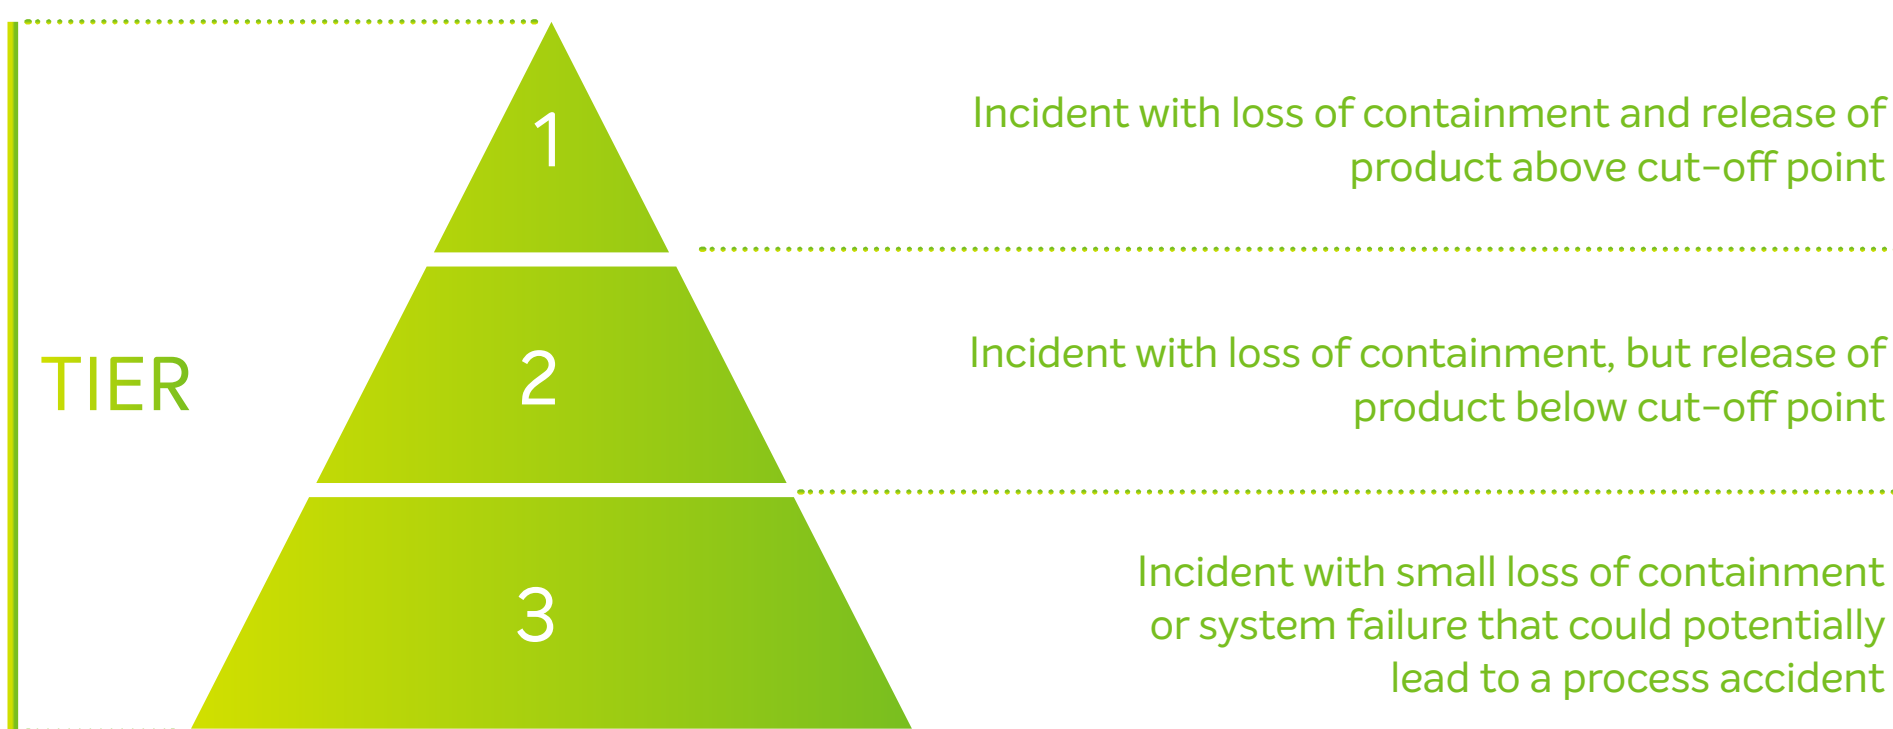 1
Incident with loss of containment and release of
product above cut-off point
TIER
2
Incident with loss of containment, but release of
product below cut-off point
3
Incident with small loss of containment
or system failure that could potentially
lead to a process accident